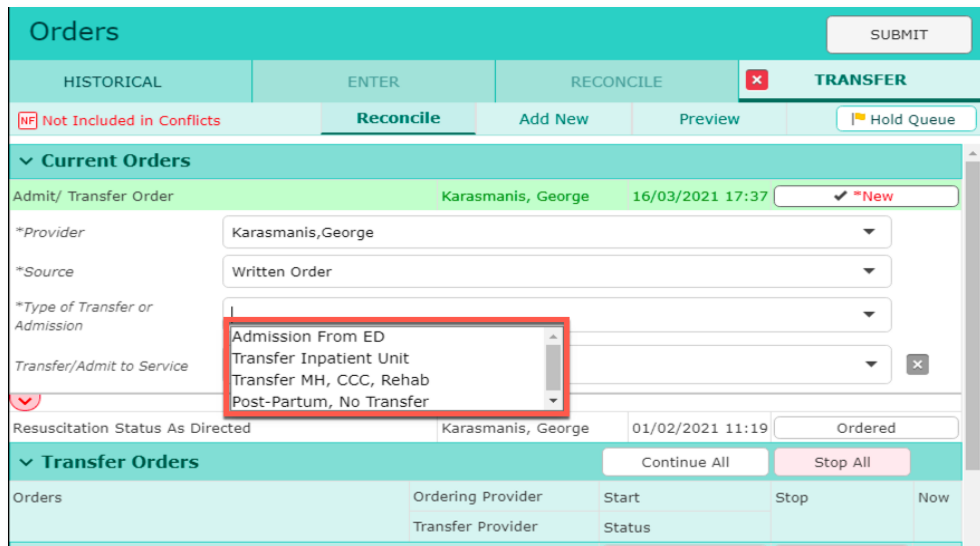 Orders
SUBMIT
HISTORICAL ENTER RECONCILE TRANSFER
NF Not Included in Conflicts Reconcile Add New Preview Hold Queue
Current Orders
Admit/ Transfer Order Karasmanis, George 16/03/2021 17:37 *New
*Provider Karasmanis,George
*Source Written Order
*Type of Transfer or
Admission
Admission From ED
Transfer Inpatient Unit
Transfer/Admit to Service
Transfer MH, CCC, Rehab
Post-Partum, No Transfer
Resuscitation Status As Directed Karasmanis, George 01/02/2021 11:19 Ordered
Transfer Orders Continue All Stop All
Orders Ordering Provider Start Stop Now
Transfer Provider Status